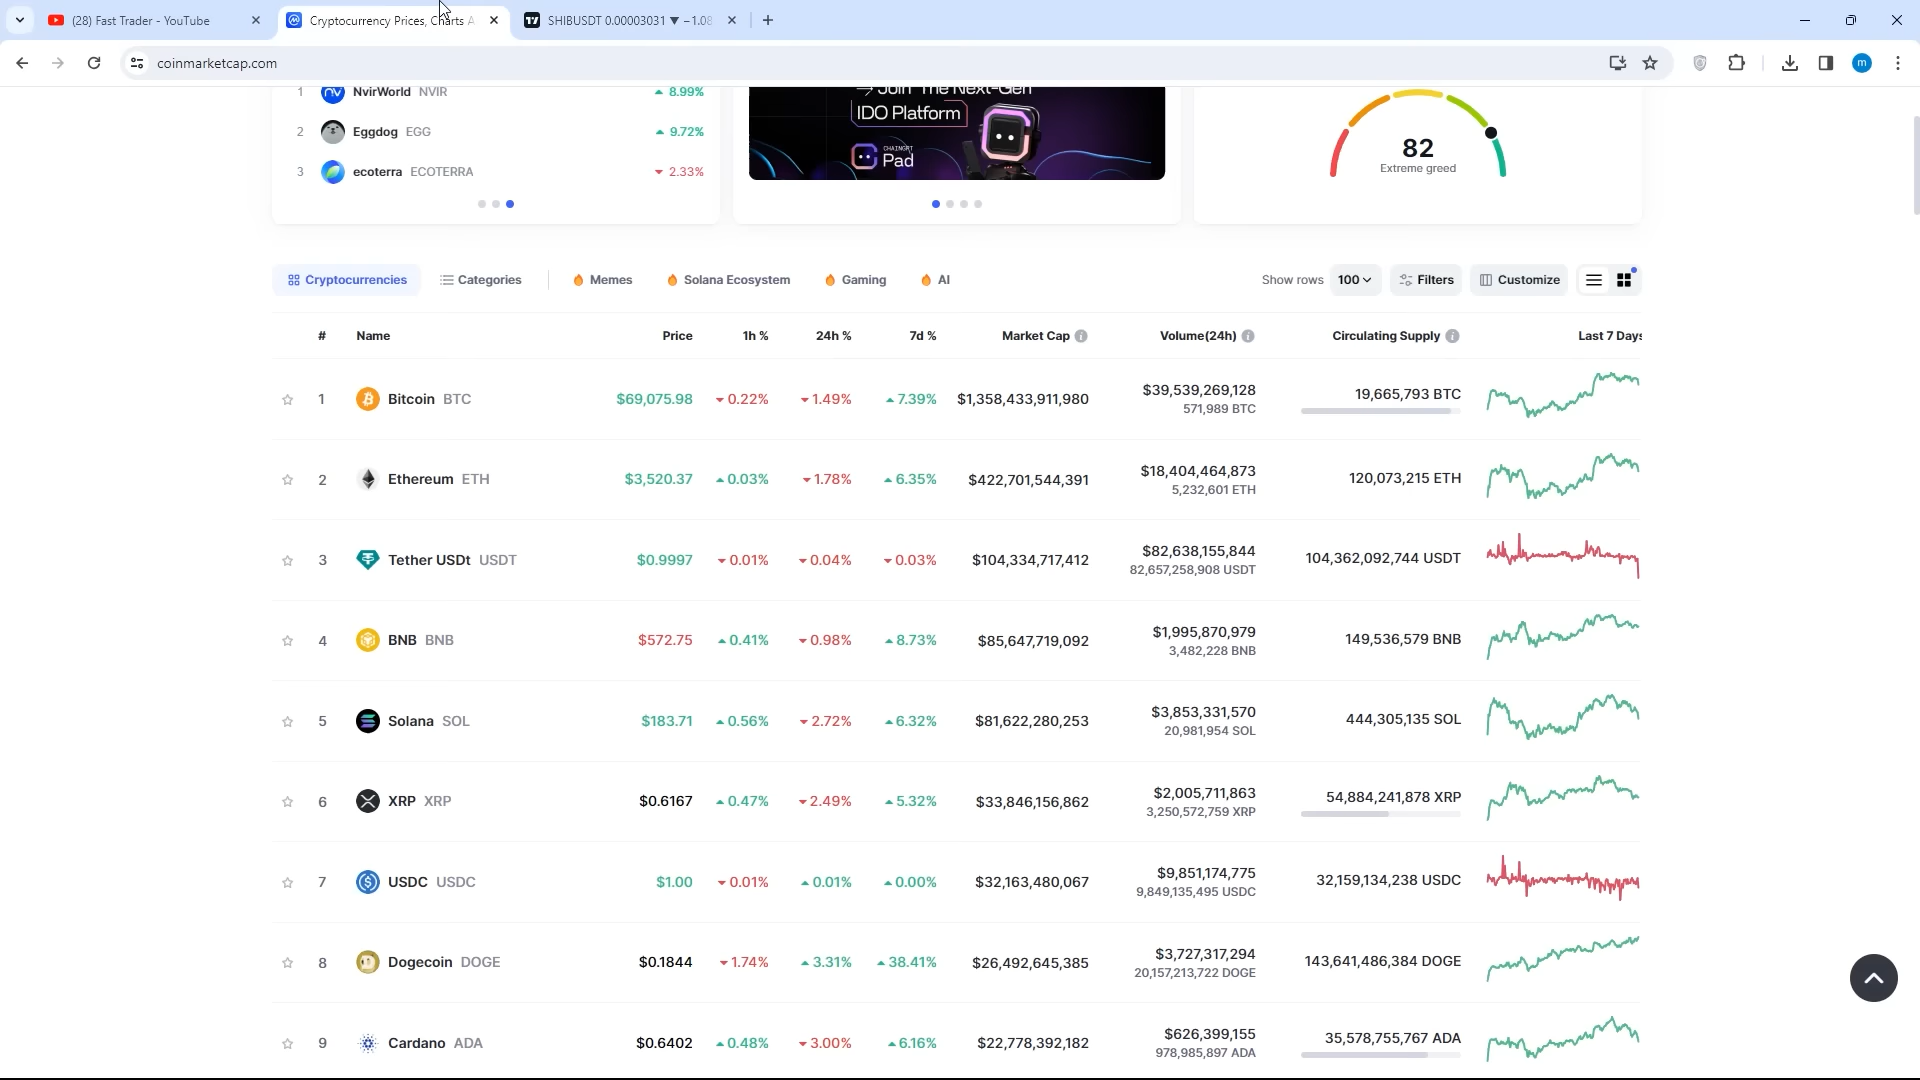 (28) Fast Trader - YouTube
Cryptocurrency Prices, Charts A
SHIBUSDT 0.00003031 ▼ −1.08
coinmarketcap.com
m
1 NvirWorld NVIR 8.99%
2 Eggdog EGG 9.72%
3 ecoterra ECOTERRA 2.33%
→ Join The Next-Gen
IDO Platform
CHAINGPT
Pad
82
Extreme greed
Cryptocurrencies Categories Memes Solana Ecosystem Gaming AI Show rows 100 Filters Customize
# Name Price 1h % 24h % 7d % Market Cap Volume(24h) Circulating Supply Last 7 Days
1 Bitcoin BTC $69,075.98 0.22% 1.49% 7.39% $1,358,433,911,980 $39,539,269,128 19,665,793 BTC
571,989 BTC
2 Ethereum ETH $3,520.37 0.03% 1.78% 6.35% $422,701,544,391 $18,404,464,873 120,073,215 ETH
5,232,601 ETH
3 Tether USDt USDT $0.9997 0.01% 0.04% 0.03% $104,334,717,412 $82,638,155,844 104,362,092,744 USDT
82,657,258,908 USDT
4 BNB BNB $572.75 0.41% 0.98% 8.73% $85,647,719,092 $1,995,870,979 149,536,579 BNB
3,482,228 BNB
5 Solana SOL $183.71 0.56% 2.72% 6.32% $81,622,280,253 $3,853,331,570 444,305,135 SOL
20,981,954 SOL
6 XRP XRP $0.6167 0.47% 2.49% 5.32% $33,846,156,862 $2,005,711,863 54,884,241,878 XRP
3,250,572,759 XRP
7 USDC USDC $1.00 0.01% 0.01% 0.00% $32,163,480,067 $9,851,174,775 32,159,134,238 USDC
9,849,135,495 USDC
8 Dogecoin DOGE $0.1844 1.74% 3.31% 38.41% $26,492,645,385 $3,727,317,294 143,641,486,384 DOGE
20,157,213,722 DOGE
9 Cardano ADA $0.6402 0.48% 3.00% 6.16% $22,778,392,182 $626,399,155 35,578,755,767 ADA
978,985,897 ADA